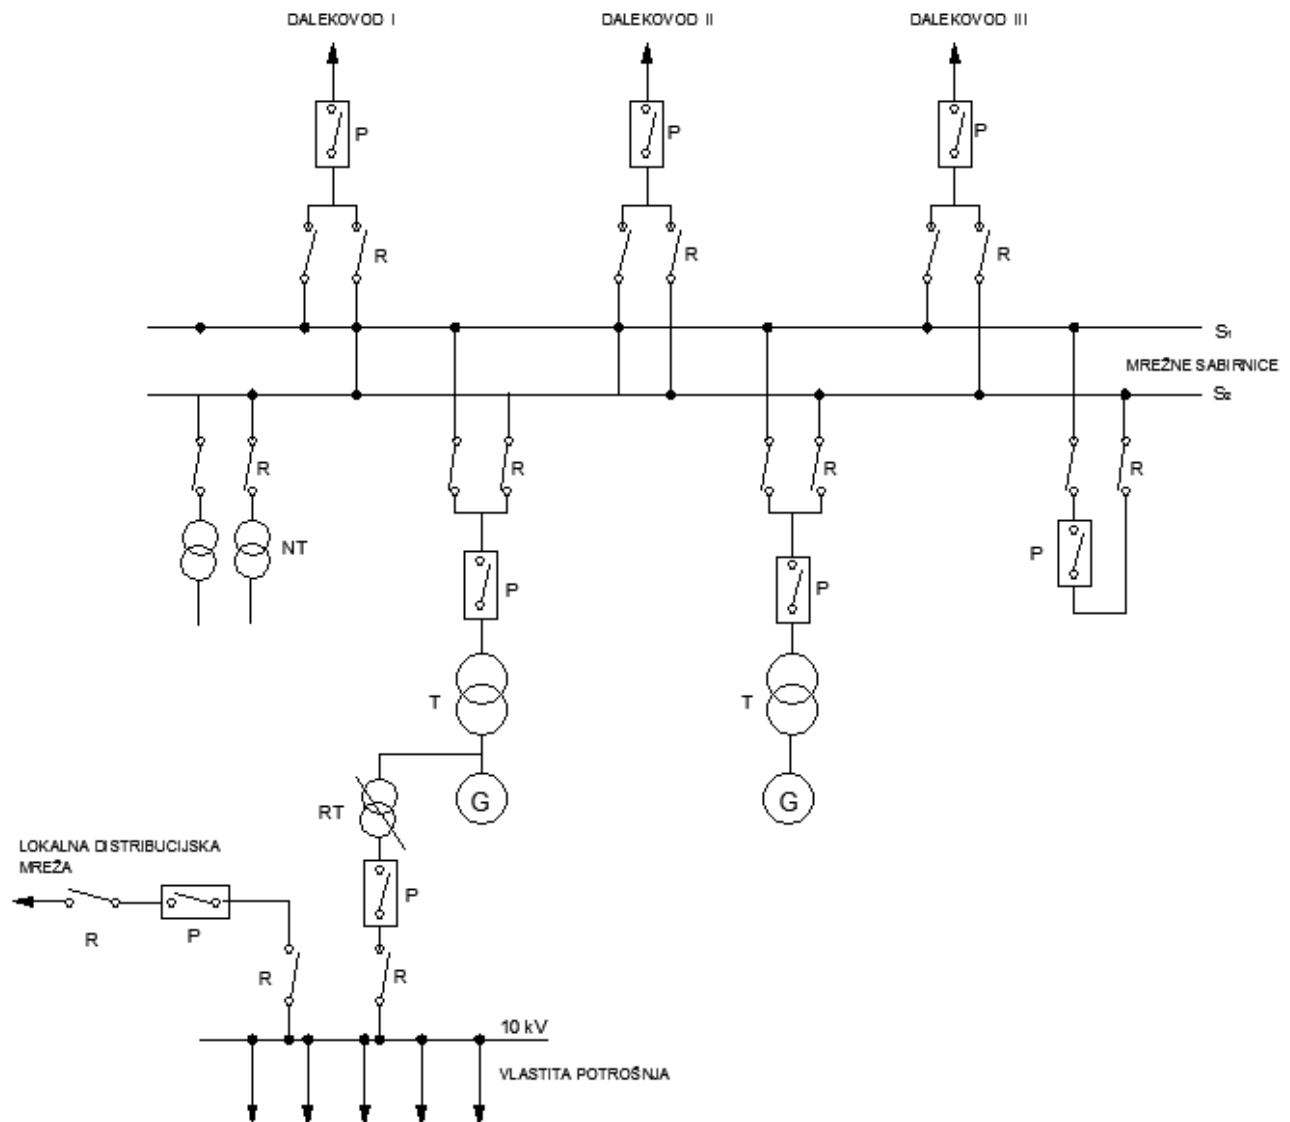 DALEKOVOD I
DALEKOVOD II
DALEKOVOD III
P
P
P
R
R
R
S1
MREŽNE SABIRNICE
S2
R
R
R
R
NT
P
P
P
T
T
RT
G
G
LOKALNA DISTRIBUCIJSKA
MREŽA
P
R
P
R
R
10 kV
VLASTITA POTROŠNJA